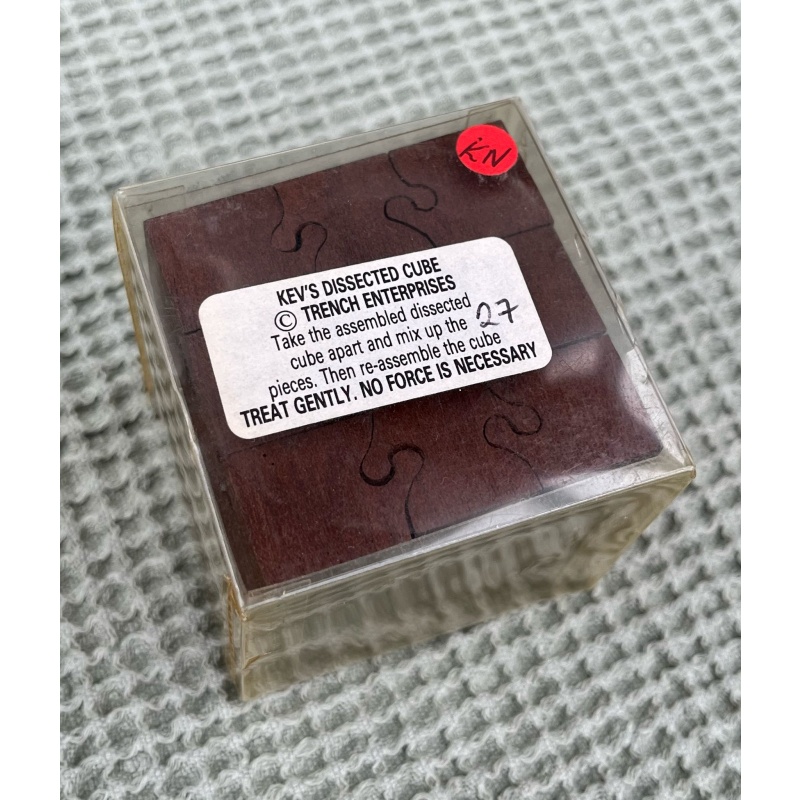 KN
KEV'S DISSECTED CUBE
© TRENCH ENTERPRISES
Take the assembled dissected
cube apart and mix up the 27
pieces. Then re-assemble the cube
TREAT GENTLY. NO FORCE IS NECESSARY